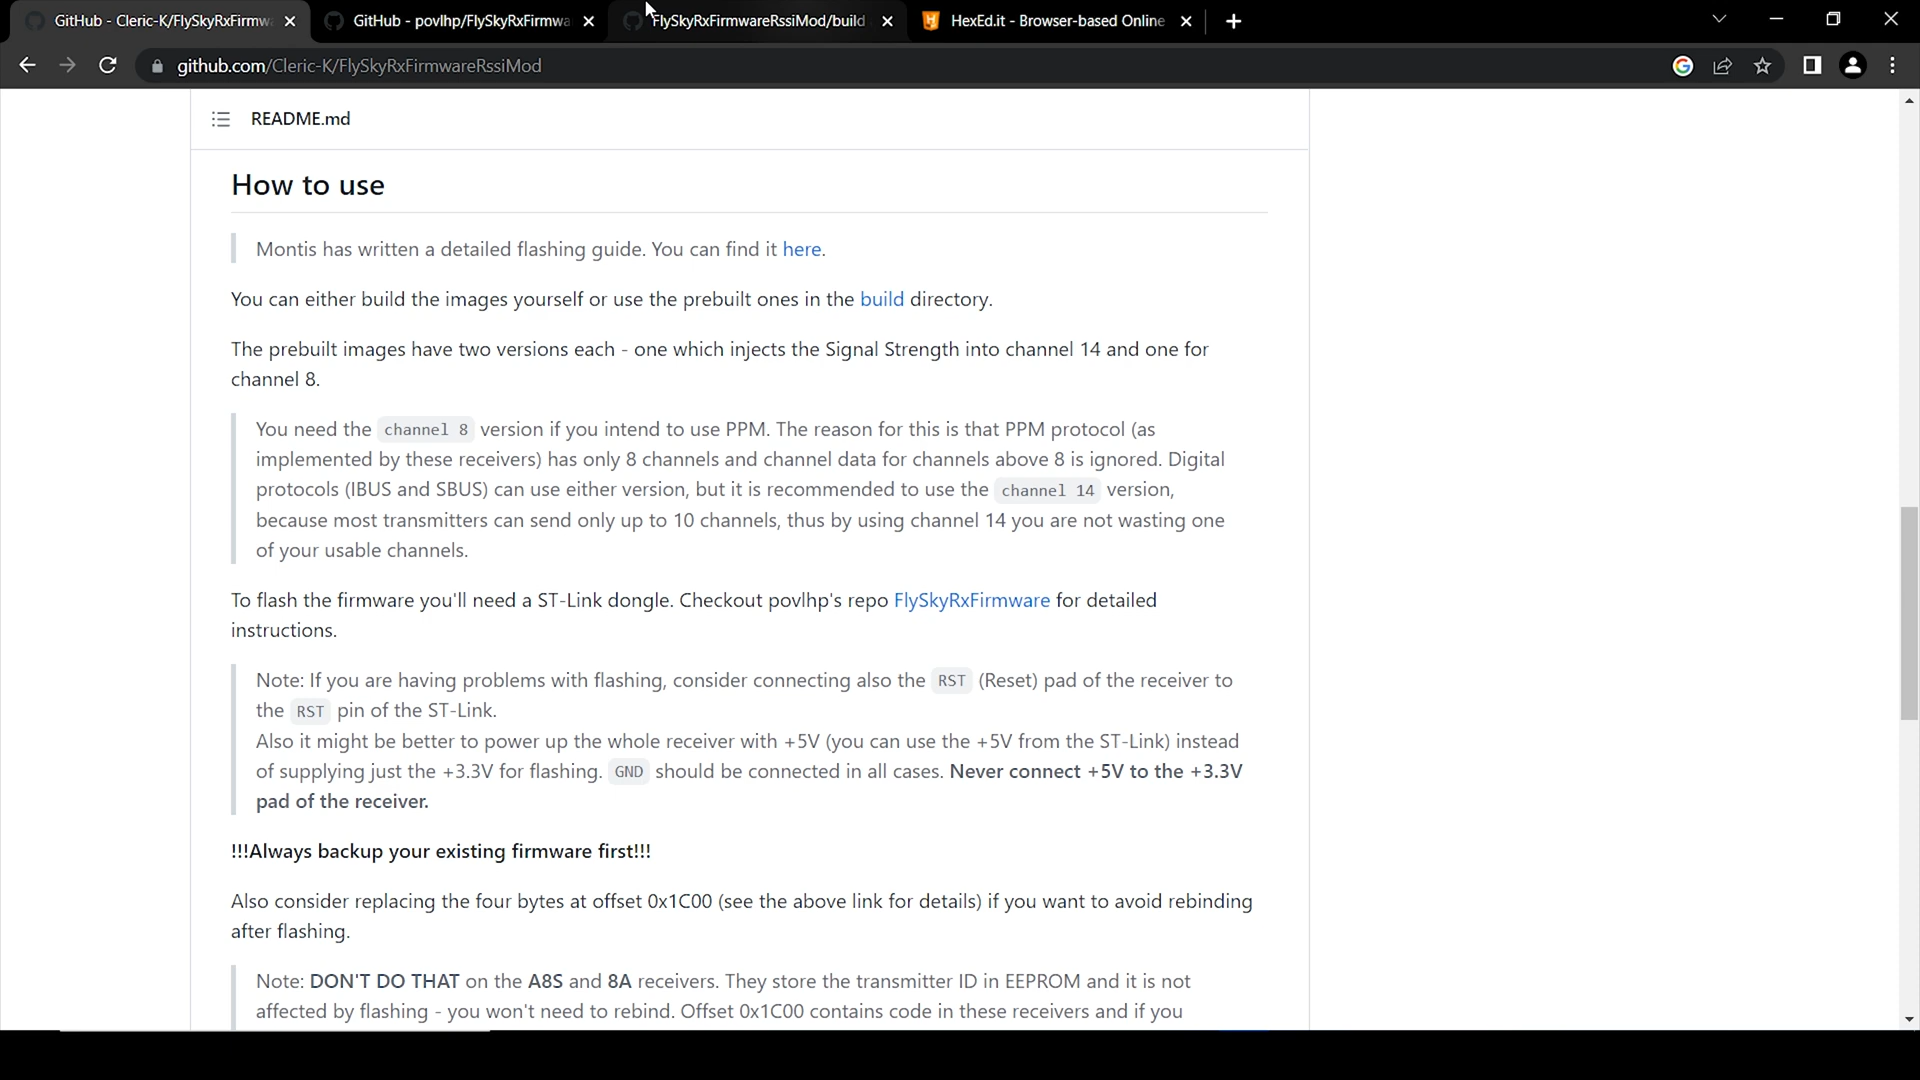 GitHub - Cleric-K/FlySkyRxFirmw
GitHub - povlhp/FlySkyRxFirmwa
FlySkyRxFirmwareRssiMod/build
HexEd.it - Browser-based Online
github.com/Cleric-K/FlySkyRxFirmwareRssiMod
README.md
How to use
Montis has written a detailed flashing guide. You can find it here.
You can either build the images yourself or use the prebuilt ones in the build directory.
The prebuilt images have two versions each - one which injects the Signal Strength into channel 14 and one for
channel 8.
You need the channel 8 version if you intend to use PPM. The reason for this is that PPM protocol (as
implemented by these receivers) has only 8 channels and channel data for channels above 8 is ignored. Digital
protocols (IBUS and SBUS) can use either version, but it is recommended to use the channel 14 version,
because most transmitters can send only up to 10 channels, thus by using channel 14 you are not wasting one
of your usable channels.
To flash the firmware you'll need a ST-Link dongle. Checkout povlhp's repo FlySkyRxFirmware for detailed
instructions.
Note: If you are having problems with flashing, consider connecting also the RST (Reset) pad of the receiver to
the RST pin of the ST-Link.
Also it might be better to power up the whole receiver with +5V (you can use the +5V from the ST-Link) instead
of supplying just the +3.3V for flashing. GND should be connected in all cases. Never connect +5V to the +3.3V
pad of the receiver.
!!!Always backup your existing firmware first!!!
Also consider replacing the four bytes at offset 0x1C00 (see the above link for details) if you want to avoid rebinding
after flashing.
Note: DON'T DO THAT on the A8S and 8A receivers. They store the transmitter ID in EEPROM and it is not
affected by flashing - you won't need to rebind. Offset 0x1C00 contains code in these receivers and if you